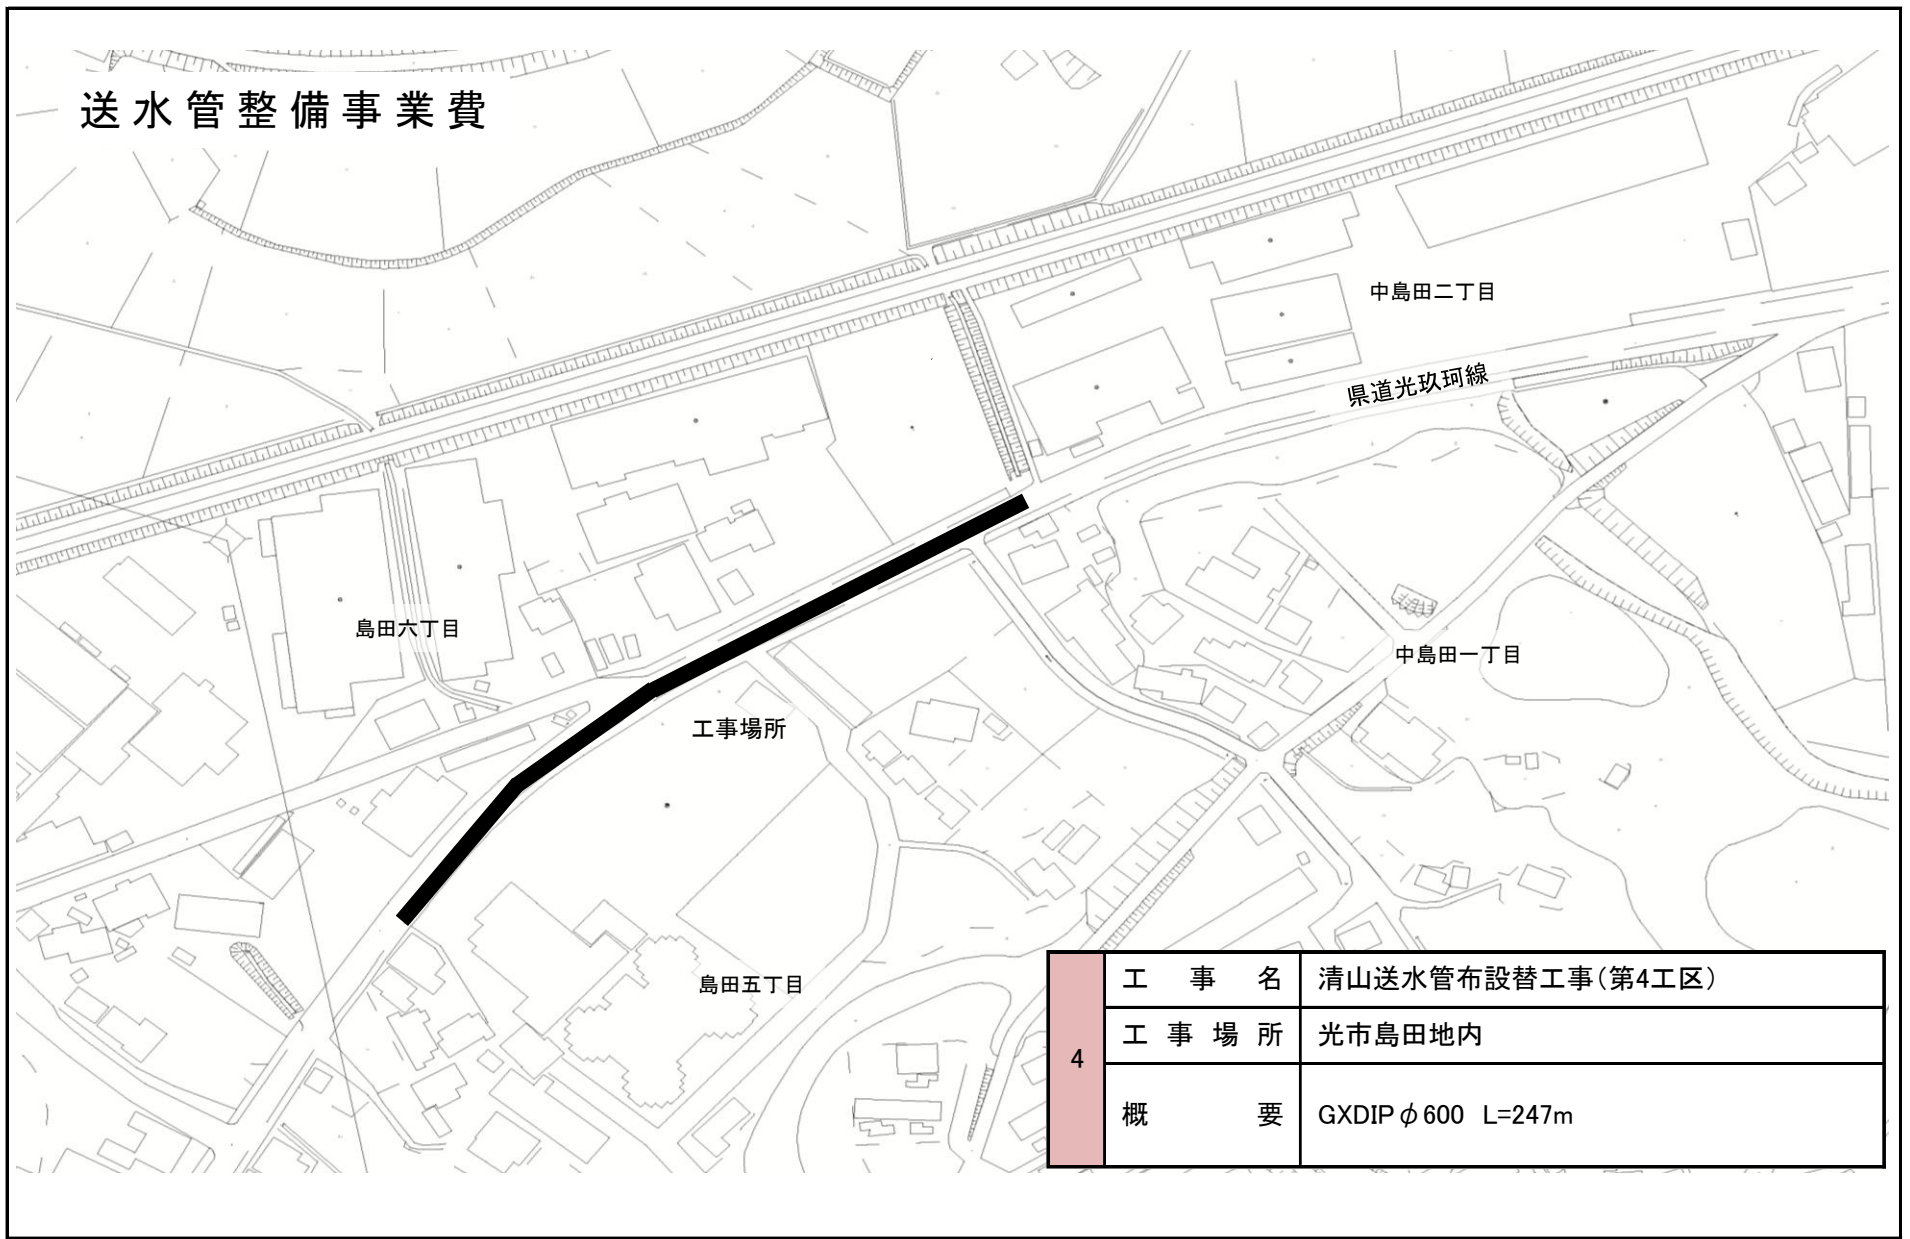 送水管整備事業費
中島田二丁目
県道光玖珂線
島田六丁目
中島田一丁目
工事場所
島田五丁目
4
工事名 清山送水管布設替工事(第4工区)
工事場所 光市島田地内
概要 GXDIPφ600 L=247m